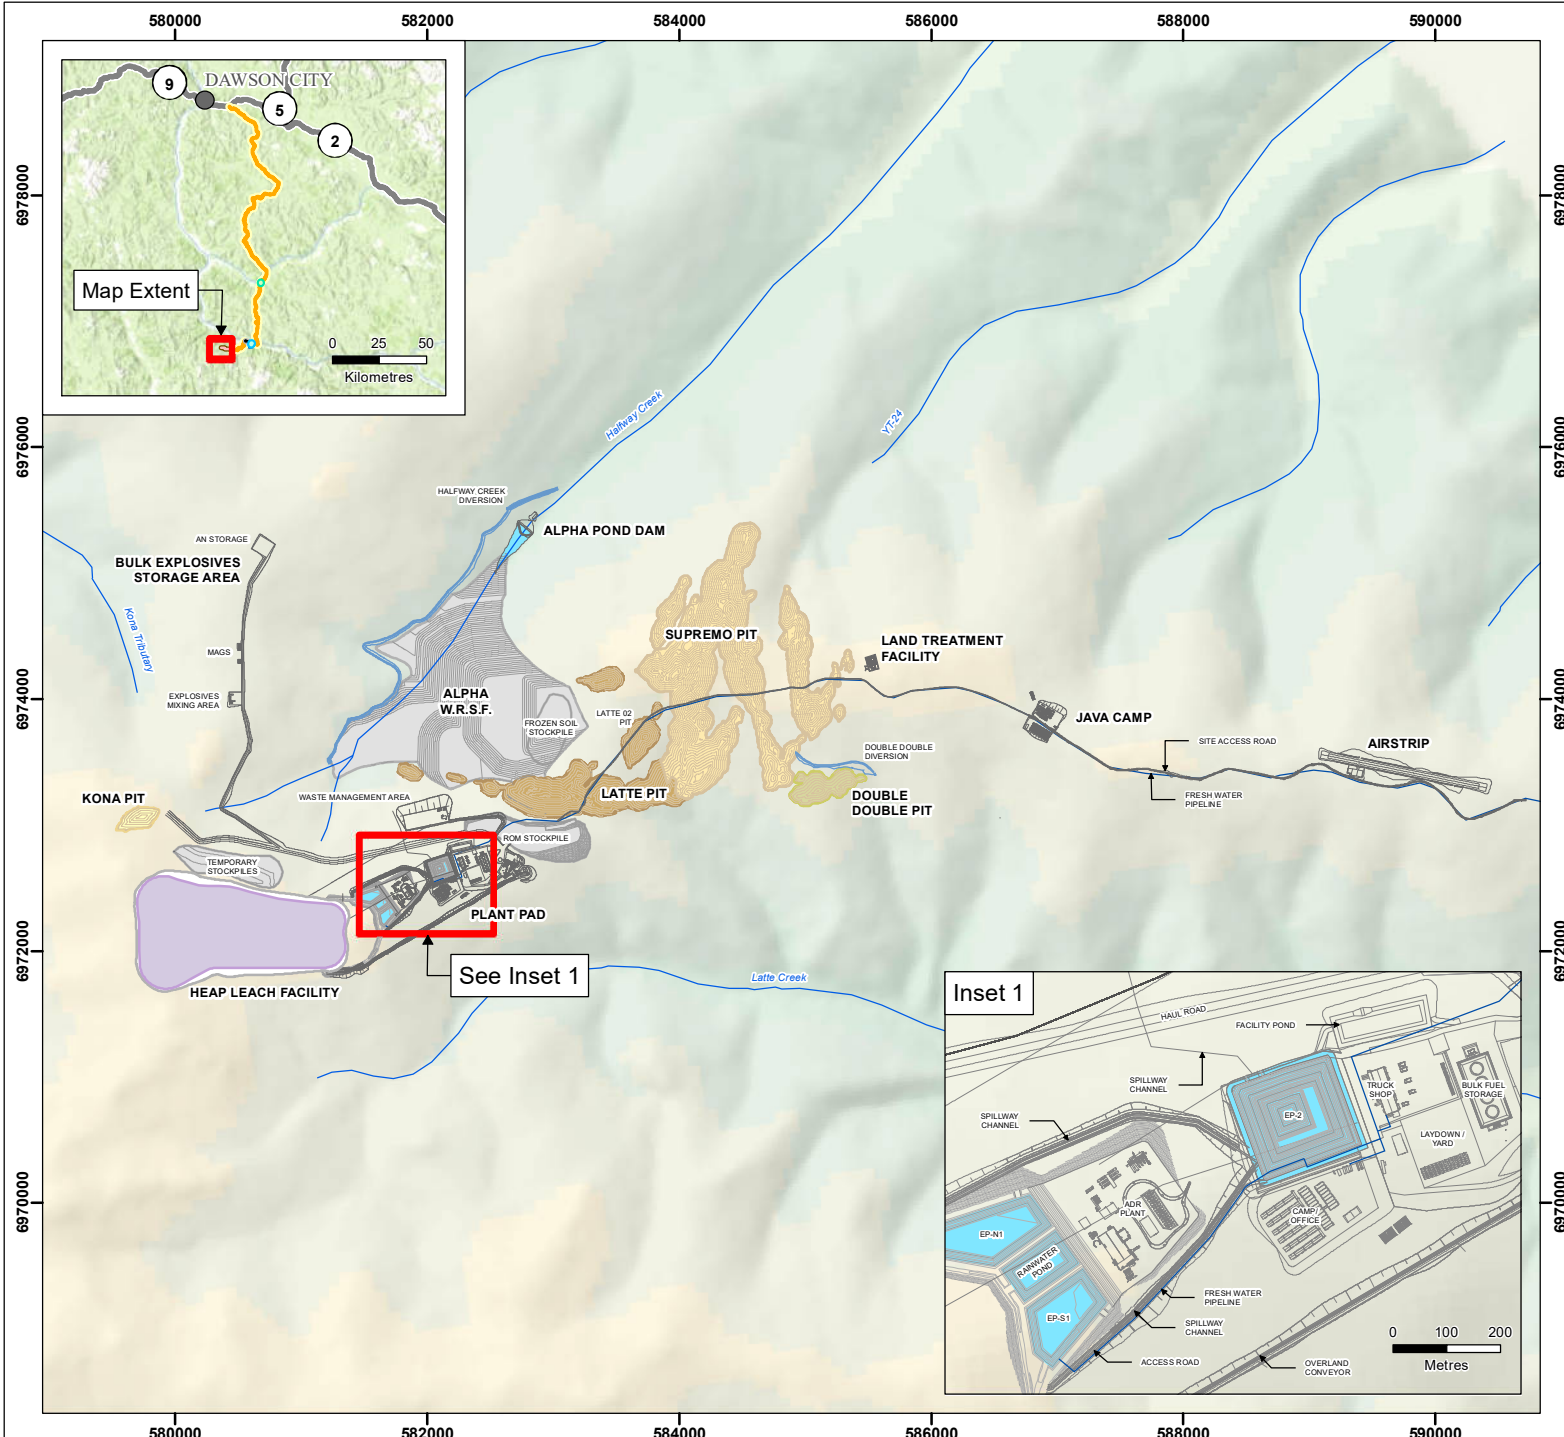 580000
582000
584000
586000
588000
590000
9
DAWSON CITY
5
2
Map Extent
0 25 50
Kilometres
6978000
6978000
6976000
6976000
6974000
6974000
6972000
6972000
6970000
6970000
Halfway Creek
YT-24
HALFWAY CREEK
DIVERSION
ALPHA POND DAM
AN STORAGE
BULK EXPLOSIVES
STORAGE AREA
Kona Tributary
MAGS
EXPLOSIVES
MIXING AREA
SUPREMO PIT
LAND TREATMENT
FACILITY
ALPHA
W.R.S.F.
FROZEN SOIL
STOCKPILE
LATTE 02
PIT
JAVA CAMP
SITE ACCESS ROAD
AIRSTRIP
DOUBLE DOUBLE
DIVERSION
FRESH WATER
PIPELINE
KONA PIT
WASTE MANAGEMENT AREA
LATTE PIT
DOUBLE
DOUBLE PIT
ROM STOCKPILE
TEMPORARY
STOCKPILES
PLANT PAD
See Inset 1
HEAP LEACH FACILITY
Latte Creek
Inset 1
HAUL ROAD
FACILITY POND
SPILLWAY
CHANNEL
TRUCK
SHOP
BULK FUEL
STORAGE
SPILLWAY
CHANNEL
EP-2
LAYDOWN /
YARD
ADR
PLANT
CAMP/
OFFICE
EP-N1
RAINWATER
POND
EP-S1
FRESH WATER
PIPELINE
SPILLWAY
CHANNEL
ACCESS ROAD
OVERLAND
CONVEYOR
0 100 200
Metres
580000
582000
584000
586000
588000
590000